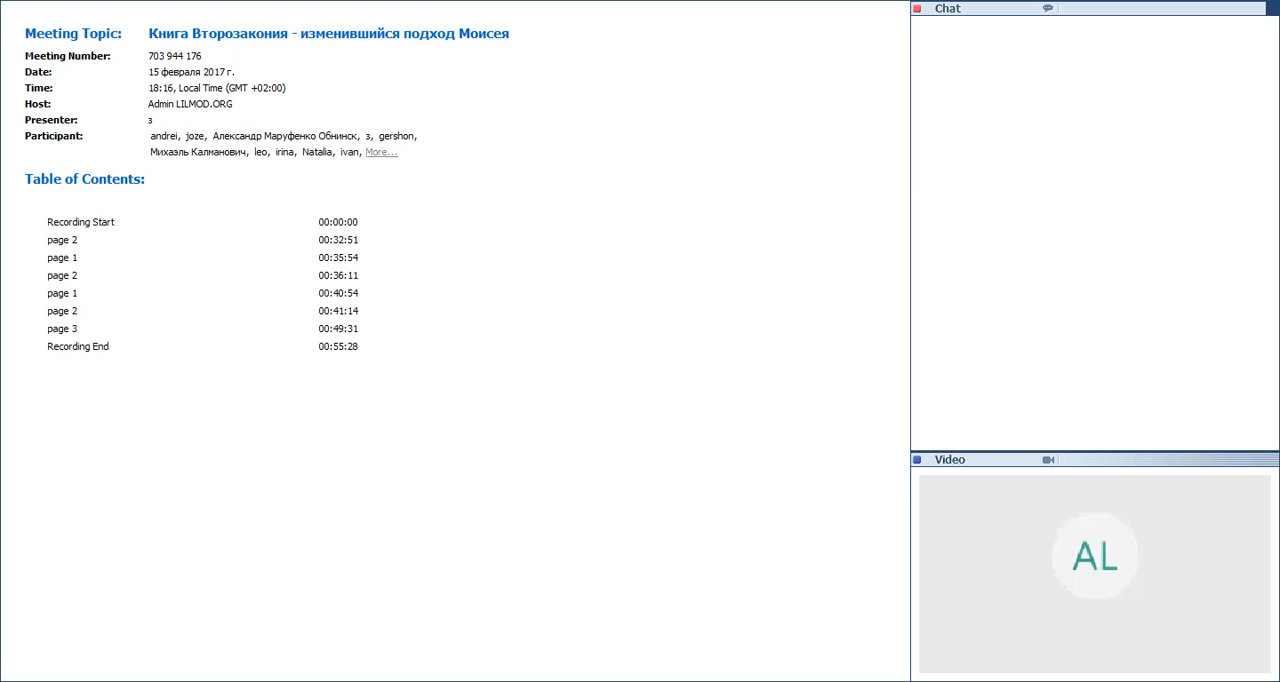 Chat
Meeting Topic: Книга Второзакония - изменившийся подход Моисея
Meeting Number: 703 944 176
Date: 15 февраля 2017 г.
Time: 18:16, Local Time (GMT +02:00)
Host: Admin LILMOD.ORG
Presenter: з
Participant: andrei, joze, Александр Маруфенко Обнинск, з, gershon,
Михаэль Калманович, leo, irina, Natalia, ivan, More...
Table of Contents:
Recording Start 00:00:00
page 2 00:32:51
page 1 00:35:54
page 2 00:36:11
page 1 00:40:54
page 2 00:41:14
page 3 00:49:31
Recording End 00:55:28
Video
AL